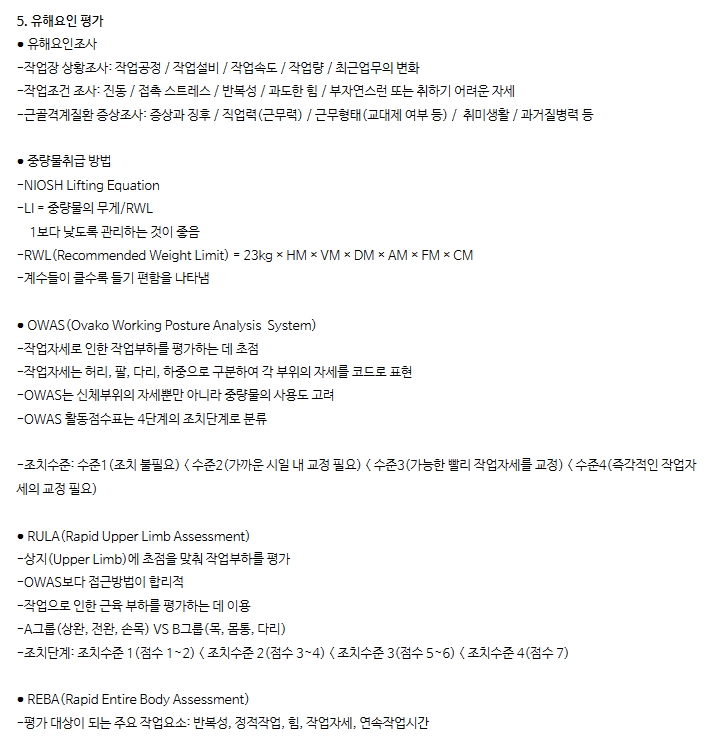 5. 유해요인 평가
● 유해요인조사
-작업장 상황조사: 작업공정 / 작업설비 / 작업속도 / 작업량 / 최근업무의 변화
-작업조건 조사: 진동 / 접촉 스트레스 / 반복성 / 과도한 힘 / 부자연스런 또는 취하기 어려운 자세
-근골격계질환 증상조사: 증상과 징후 / 직업력(근무력) / 근무형태(교대제 여부 등) / 취미생활 / 과거질병력 등
● 중량물취급 방법
-NIOSH Lifting Equation
-LI = 중량물의 무게/RWL
1보다 낮도록 관리하는 것이 좋음
-RWL(Recommended Weight Limit) = 23kg × HM × VM × DM × AM × FM × CM
-계수들이 클수록 들기 편함을 나타냄
● OWAS(Ovako Working Posture Analysis System)
-작업자세로 인한 작업부하를 평가하는 데 초점
-작업자세는 허리, 팔, 다리, 하중으로 구분하여 각 부위의 자세를 코드로 표현
-OWAS는 신체부위의 자세뿐만 아니라 중량물의 사용도 고려
-OWAS 활동점수표는 4단계의 조치단계로 분류
-조치수준: 수준1(조치 불필요) < 수준2(가까운 시일 내 교정 필요) < 수준3(가능한 빨리 작업자세를 교정) < 수준4(즉각적인 작업자
세의 교정 필요)
● RULA(Rapid Upper Limb Assessment)
-상지(Upper Limb)에 초점을 맞춰 작업부하를 평가
-OWAS보다 접근방법이 합리적
-작업으로 인한 근육 부하를 평가하는 데 이용
-A그룹(상완, 전완, 손목) VS B그룹(목, 몸통, 다리)
-조치단계: 조치수준 1(점수 1~2) < 조치수준 2(점수 3~4) < 조치수준 3(점수 5~6) < 조치수준 4(점수 7)
● REBA(Rapid Entire Body Assessment)
-평가 대상이 되는 주요 작업요소: 반복성, 정적작업, 힘, 작업자세, 연속작업시간